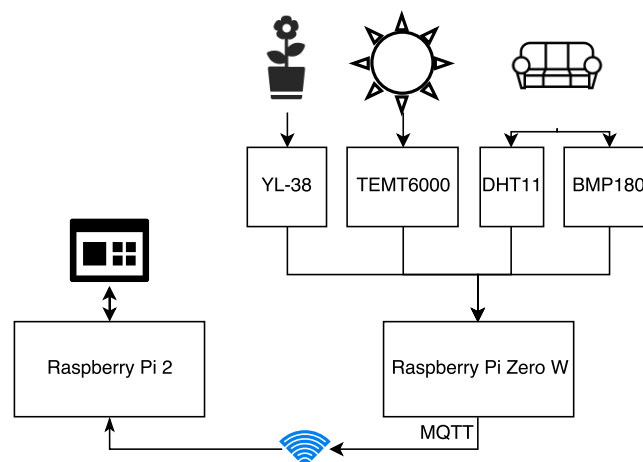 YL-38
TEMT6000
DHT11
BMP180
Raspberry Pi 2
Raspberry Pi Zero W
MQTT